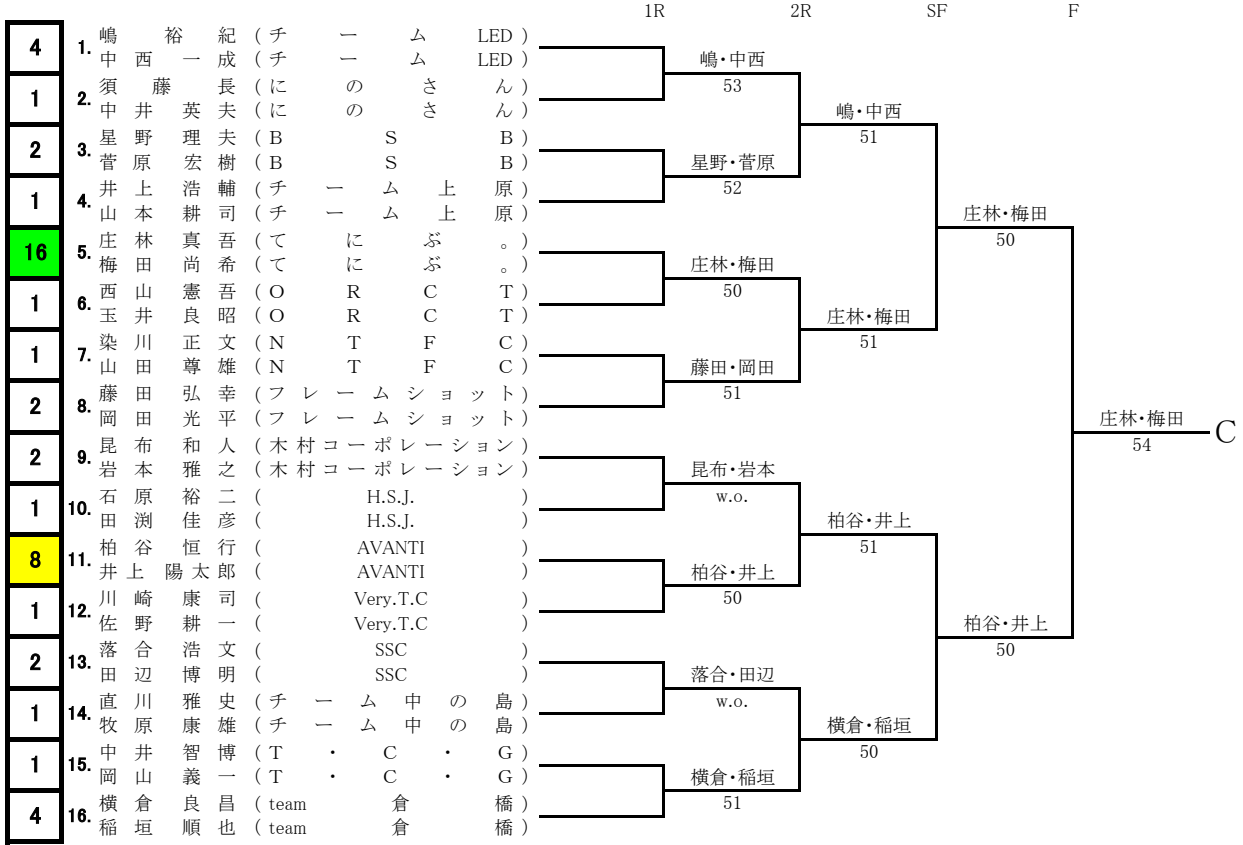 1R 2R SF F
4 1. 嶋 裕 紀 (チーム LED)
中西一成 (チーム LED)
1 2. 須藤 長 (にのさん)
中井英夫 (にのさん)
2 3. 星野理夫 (BSB)
菅原宏樹 (BSB)
1 4. 井上浩輔 (チーム上原)
山本耕司 (チーム上原)
16 5. 庄林真吾 (てにぶ。)
梅田尚希 (てにぶ。)
1 6. 西山憲吾 (ORCT)
玉井良昭 (ORCT)
1 7. 染川正文 (NTFC)
山田尊雄 (NTFC)
2 8. 藤田弘幸 (フレームショット)
岡田光平 (フレームショット)
2 9. 昆布和人 (木村コーポレーション)
岩本雅之 (木村コーポレーション)
1 10. 石原裕二 (H.S.J.)
田渕佳彦 (H.S.J.)
8 11. 柏谷恒行 (AVANTI)
井上陽太郎 (AVANTI)
1 12. 川崎康司 (Very.T.C)
佐野耕一 (Very.T.C)
2 13. 落合浩文 (SSC)
田辺博明 (SSC)
1 14. 直川雅史 (チーム中の島)
牧原康雄 (チーム中の島)
1 15. 中井智博 (T・C・G)
岡山義一 (T・C・G)
4 16. 横倉良昌 (team 倉橋)
稲垣順也 (team 倉橋)
嶋・中西
53
星野・菅原
52
庄林・梅田
50
藤田・岡田
51
昆布・岩本
w.o.
柏谷・井上
50
落合・田辺
w.o.
横倉・稲垣
51
嶋・中西
51
庄林・梅田
51
柏谷・井上
51
横倉・稲垣
50
庄林・梅田
50
柏谷・井上
50
庄林・梅田
54
C